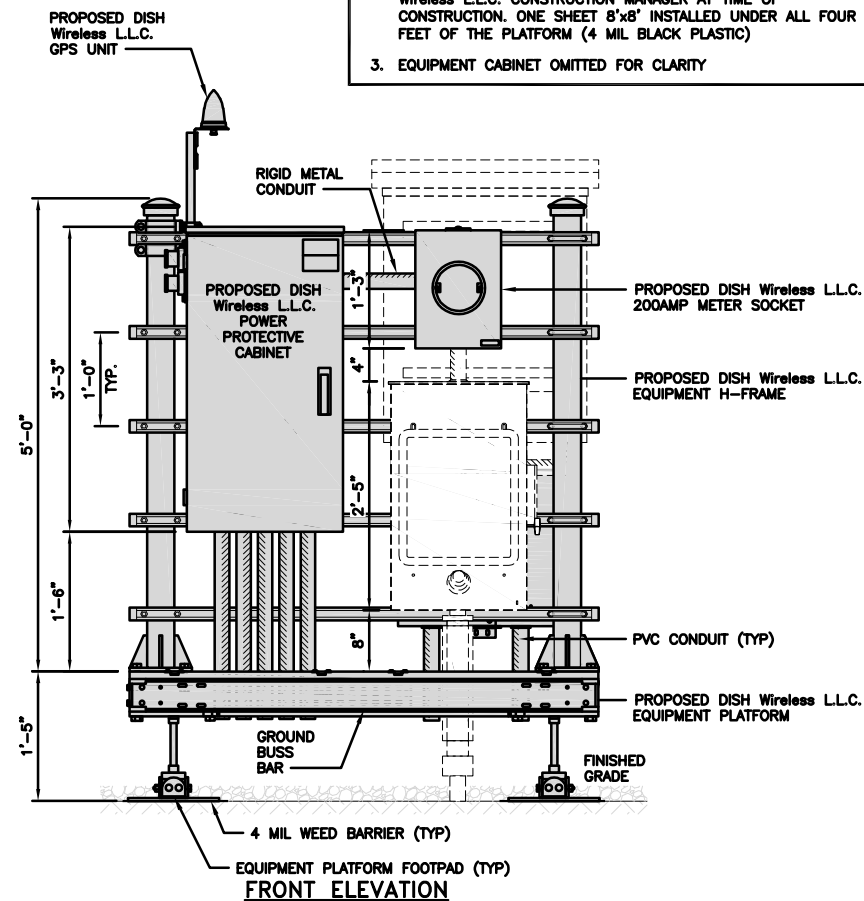 Wireless L.L.C. CONSTRUCTION MANAGER AT TIME OF
CONSTRUCTION. ONE SHEET 8'x8' INSTALLED UNDER ALL FOUR
FEET OF THE PLATFORM (4 MIL BLACK PLASTIC)
3. EQUIPMENT CABINET OMITTED FOR CLARITY
PROPOSED DISH
Wireless L.L.C.
GPS UNIT
RIGID METAL
CONDUIT
PROPOSED DISH
Wireless L.L.C.
POWER
PROTECTIVE
CABINET
PROPOSED DISH Wireless L.L.C.
200AMP METER SOCKET
PROPOSED DISH Wireless L.L.C.
EQUIPMENT H-FRAME
5'-0"
3'-3"
1'-0"
TYP.
1'-3"
4"
2'-5"
1'-6"
8"
1'-5"
PVC CONDUIT (TYP)
PROPOSED DISH Wireless L.L.C.
EQUIPMENT PLATFORM
GROUND
BUSS
BAR
FINISHED
GRADE
4 MIL WEED BARRIER (TYP)
EQUIPMENT PLATFORM FOOTPAD (TYP)
FRONT ELEVATION